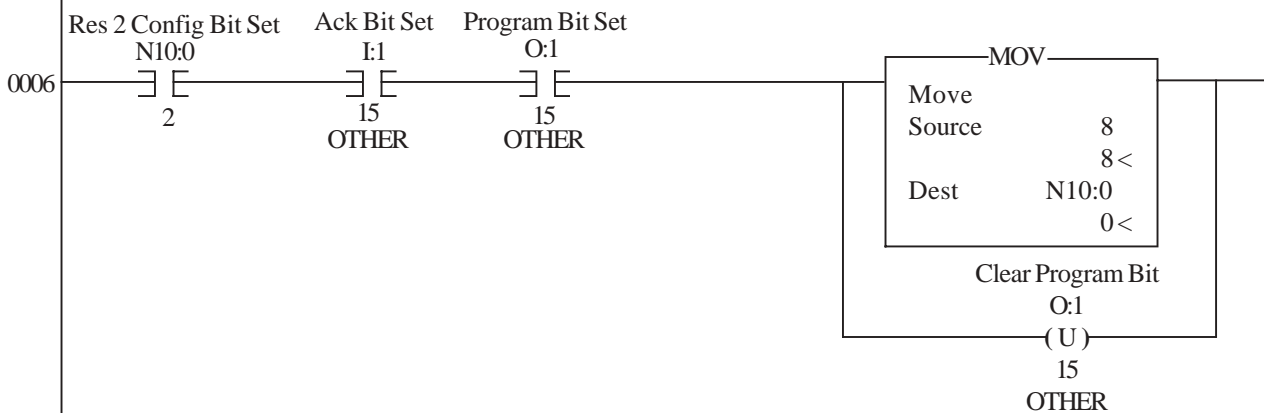 Res 2 Config Bit Set
N10:0
2
Ack Bit Set
I:1
15
OTHER
Program Bit Set
O:1
15
OTHER
0006
MOV
Move
Source 8
8<
Dest N10:0
0<
Clear Program Bit
O:1
(U)
15
OTHER